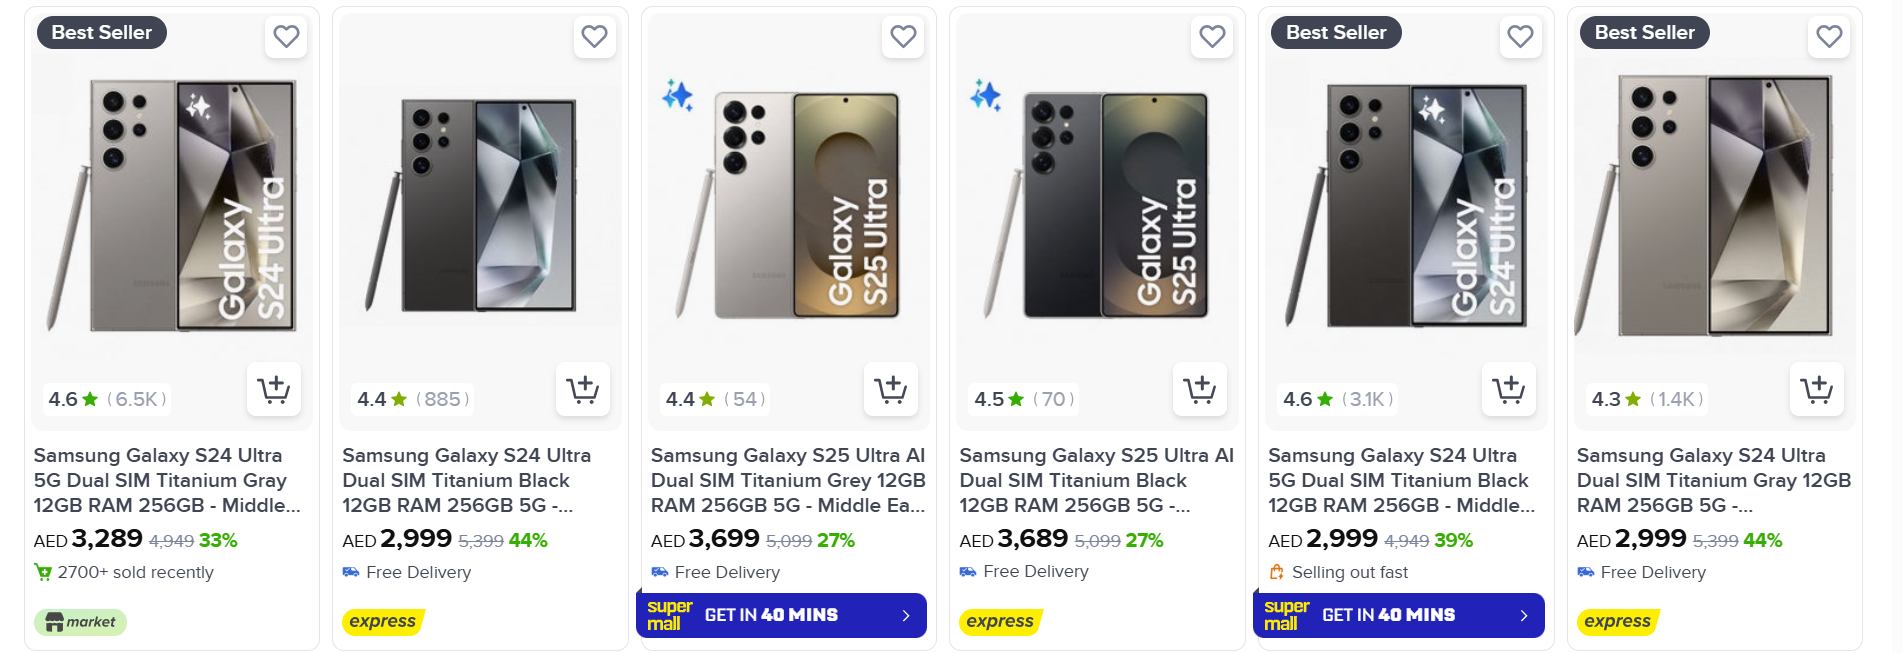 Best Seller
Galaxy
S24 Ultra
4.6 ★ (6.5K)
Samsung Galaxy S24 Ultra
5G Dual SIM Titanium Gray
12GB RAM 256GB - Middle...
AED 3,289 4,949 33%
2700+ sold recently
market
4.4 ★ (885)
Samsung Galaxy S24 Ultra
Dual SIM Titanium Black
12GB RAM 256GB 5G -...
AED 2,999 5,399 44%
Free Delivery
express
Galaxy
S25 Ultra
4.4 ★ (54)
Samsung Galaxy S25 Ultra AI
Dual SIM Titanium Grey 12GB
RAM 256GB 5G - Middle Ea...
AED 3,699 5,099 27%
Free Delivery
super
mall
GET IN 40 MINS
Galaxy
S25 Ultra
4.5 ★ (70)
Samsung Galaxy S25 Ultra AI
Dual SIM Titanium Black
12GB RAM 256GB 5G -...
AED 3,689 5,099 27%
Free Delivery
express
Best Seller
Galaxy
S24 Ultra
4.6 ★ (3.1K)
Samsung Galaxy S24 Ultra
5G Dual SIM Titanium Black
12GB RAM 256GB - Middle...
AED 2,999 4,949 39%
Selling out fast
super
mall
GET IN 40 MINS
Best Seller
4.3 ★ (1.4K)
Samsung Galaxy S24 Ultra
Dual SIM Titanium Gray 12GB
RAM 256GB 5G -...
AED 2,999 5,399 44%
Free Delivery
express